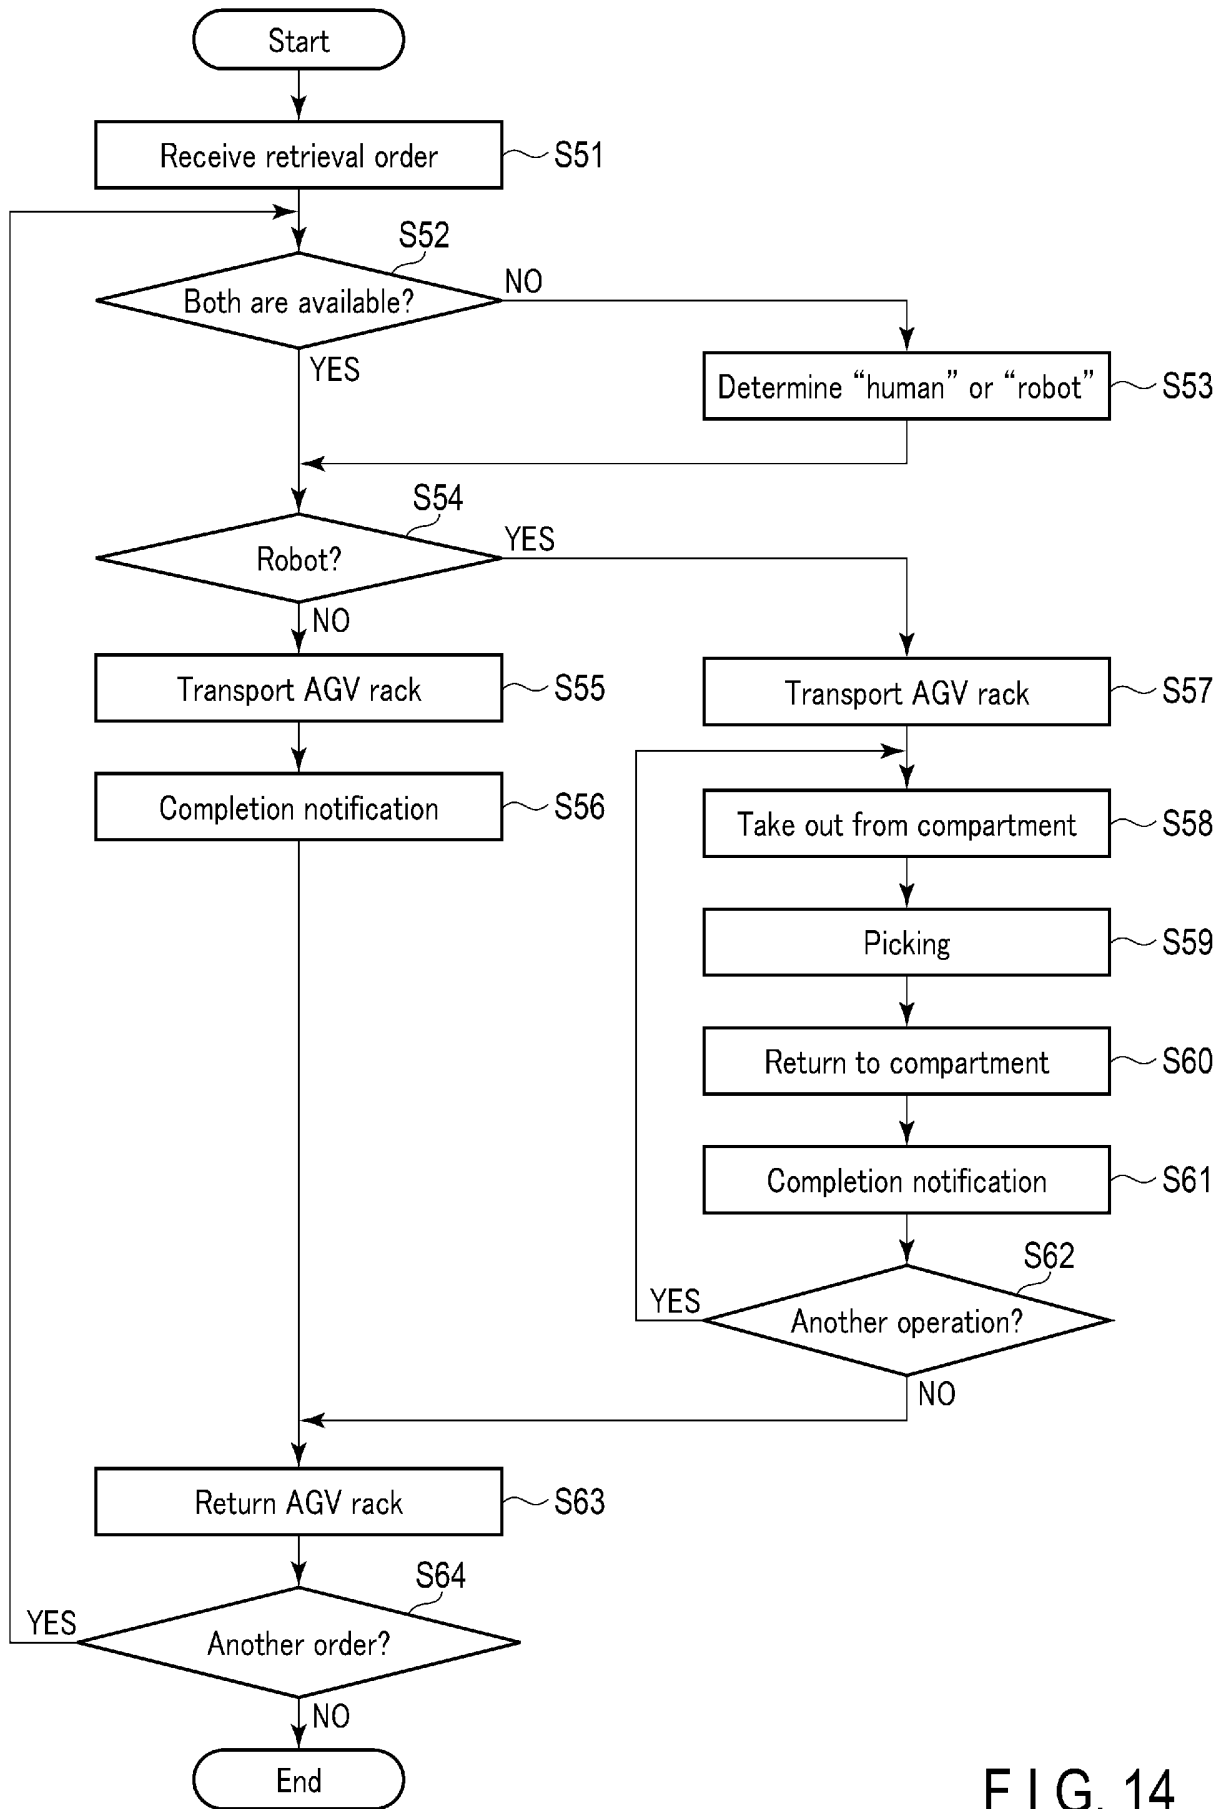 Start
Receive retrieval order
S51
S52
Both are available?
NO
YES
Determine “human” or “robot”
S53
S54
Robot?
YES
NO
Transport AGV rack
S55
Transport AGV rack
S57
Completion notification
S56
Take out from compartment
S58
Picking
S59
Return to compartment
S60
Completion notification
S61
S62
YES
Another operation?
NO
Return AGV rack
S63
S64
YES
Another order?
NO
End
FIG. 14